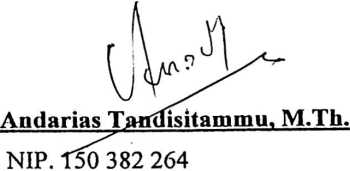 Andarias Tandisitammu, M.Th.
NIP. 150 382 264